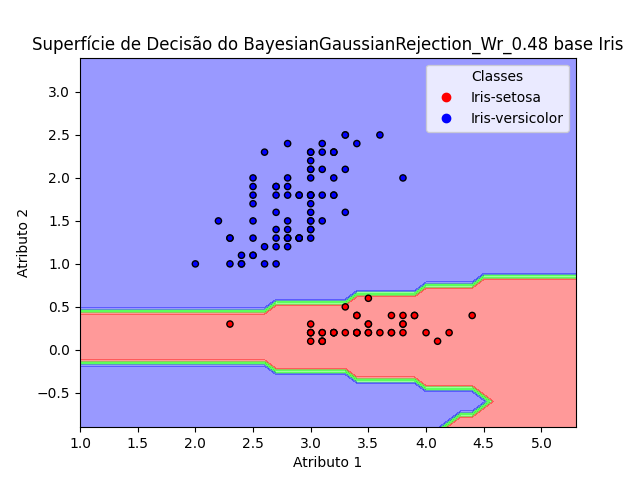 Superfície de Decisão do BayesianGaussianRejection_Wr_0.48 base Iris
Classes
Iris-setosa
Iris-versicolor
3.0
2.5
2.0
1.5
1.0
0.5
0.0
−0.5
Atributo 2
1.0 1.5 2.0 2.5 3.0 3.5 4.0 4.5 5.0
Atributo 1